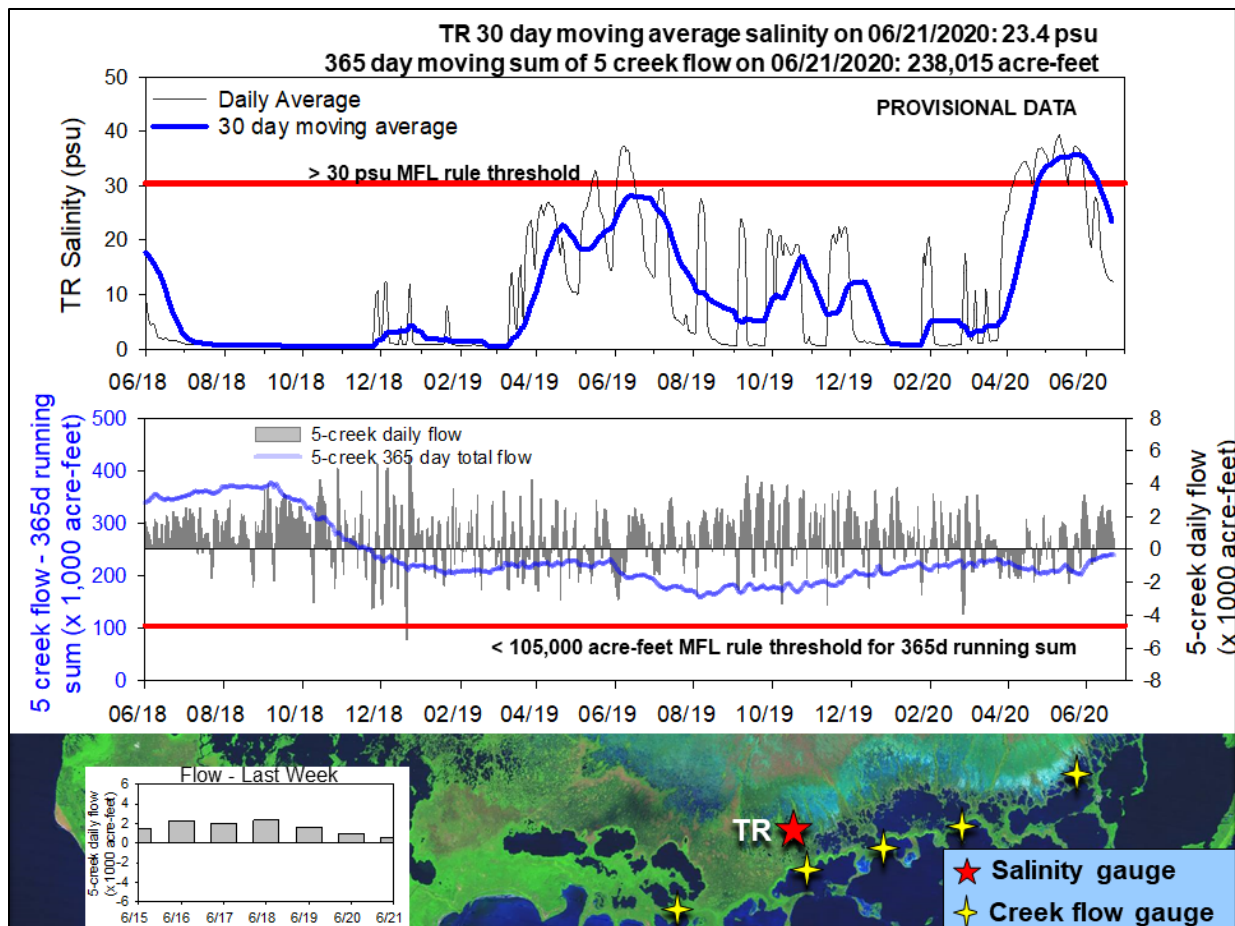 TR 30 day moving average salinity on 06/21/2020: 23.4 psu
365 day moving sum of 5 creek flow on 06/21/2020: 238,015 acre-feet
TR Salinity (psu)
50
40
30
20
10
0
Daily Average
30 day moving average
PROVISIONAL DATA
> 30 psu MFL rule threshold
06/18 08/18 10/18 12/18 02/19 04/19 06/19 08/19 10/19 12/19 02/20 04/20 06/20
5 creek flow - 365d running
sum (x 1,000 acre-feet)
500
400
300
200
100
0
5-creek daily flow
5-creek 365 day total flow
< 105,000 acre-feet MFL rule threshold for 365d running sum
8
6
4
2
0
-2
-4
-6
-8
5-creek daily flow
(x 1000 acre-feet)
06/18 08/18 10/18 12/18 02/19 04/19 06/19 08/19 10/19 12/19 02/20 04/20 06/20
Flow - Last Week
5-creek daily flow
(x 1000 acre-feet)
6
4
2
0
-2
-4
-6
6/15 6/16 6/17 6/18 6/19 6/20 6/21
TR
Salinity gauge
Creek flow gauge